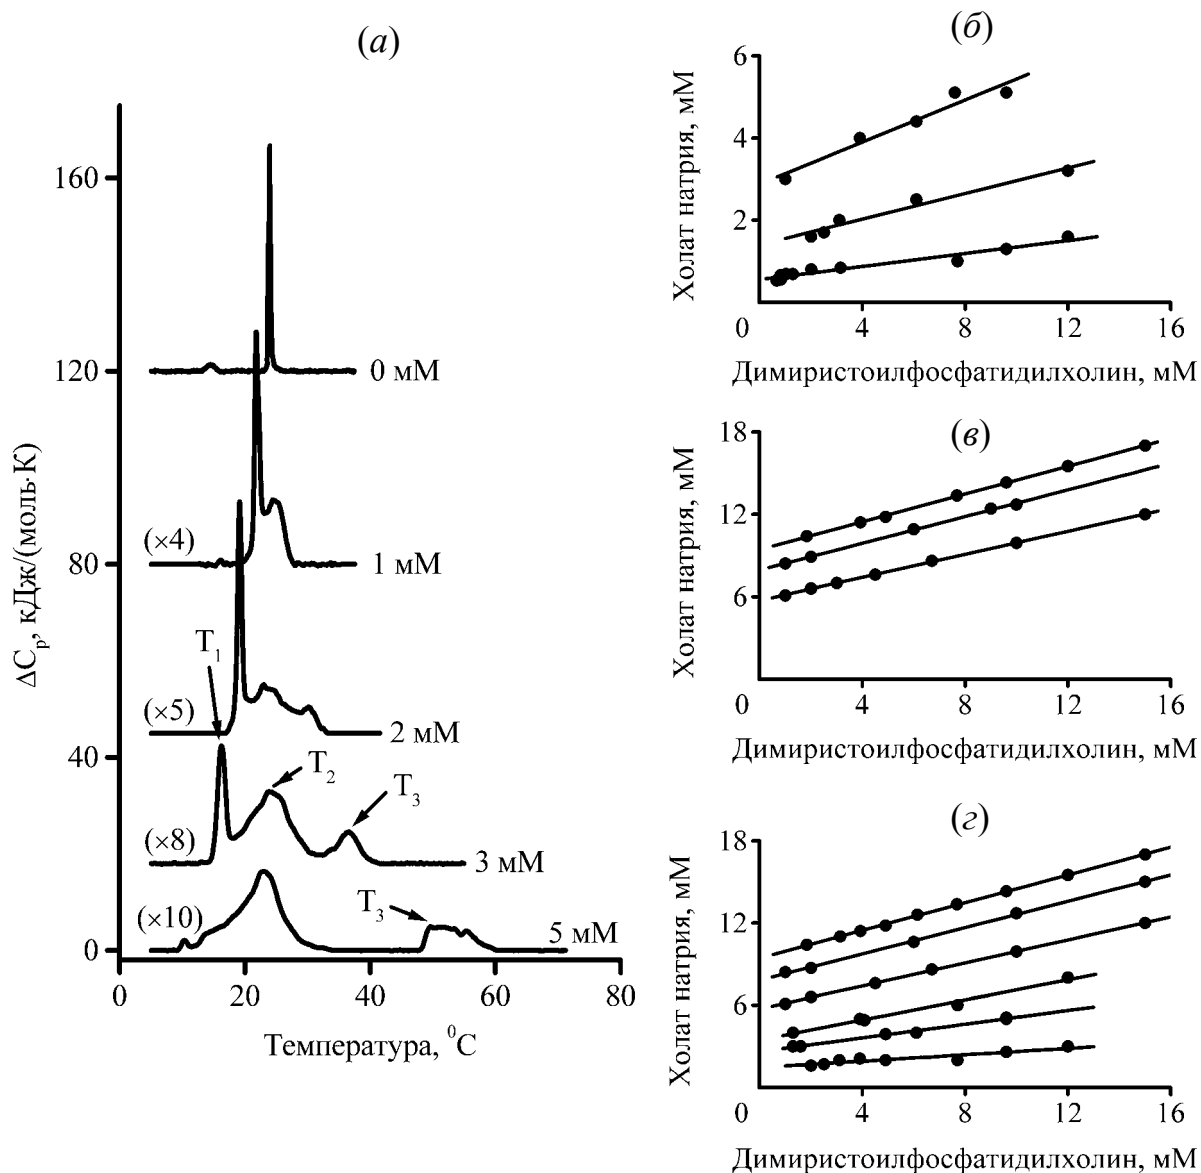 (а)
160
120
80
40
0
0
20
40
60
80
ΔCp, кДж/(моль·К)
Температура, ⁰C
0 мМ
(×4)
1 мМ
T1
(×5)
2 мМ
T2
T3
(×8)
3 мМ
T3
(×10)
5 мМ
(б)
6
4
2
0
4
8
12
16
Холат натрия, мМ
Димиристоилфосфатидилхолин, мМ
(в)
18
12
6
0
4
8
12
16
Холат натрия, мМ
Димиристоилфосфатидилхолин, мМ
(г)
18
12
6
0
4
8
12
16
Холат натрия, мМ
Димиристоилфосфатидилхолин, мМ